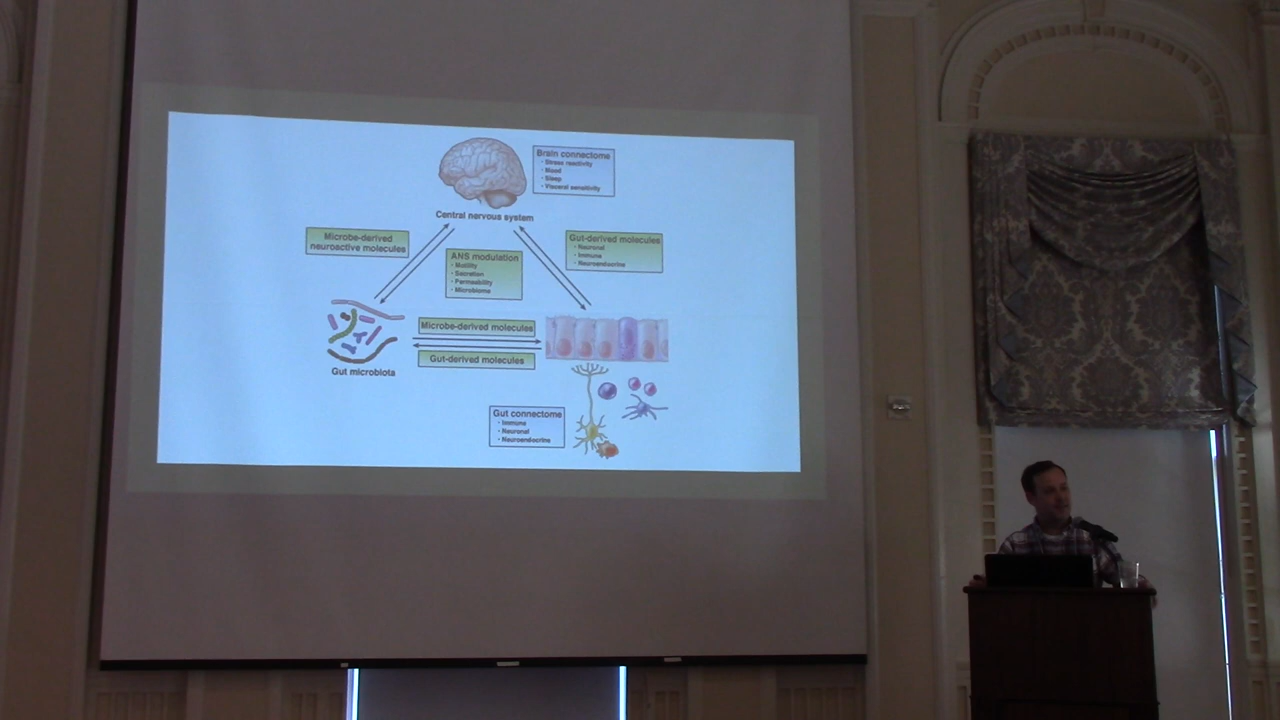 Brain connectome
• Stress reactivity
• Mood
• Sleep
• Visceral sensitivity
Central nervous system
Microbe-derived
neuroactive molecules
ANS modulation
• Motility
• Secretion
• Permeability
• Microbiome
Gut-derived molecules
• Neuronal
• Immune
• Neuroendocrine
Microbe-derived molecules
Gut-derived molecules
Gut microbiota
Gut connectome
• Immune
• Neuronal
• Neuroendocrine